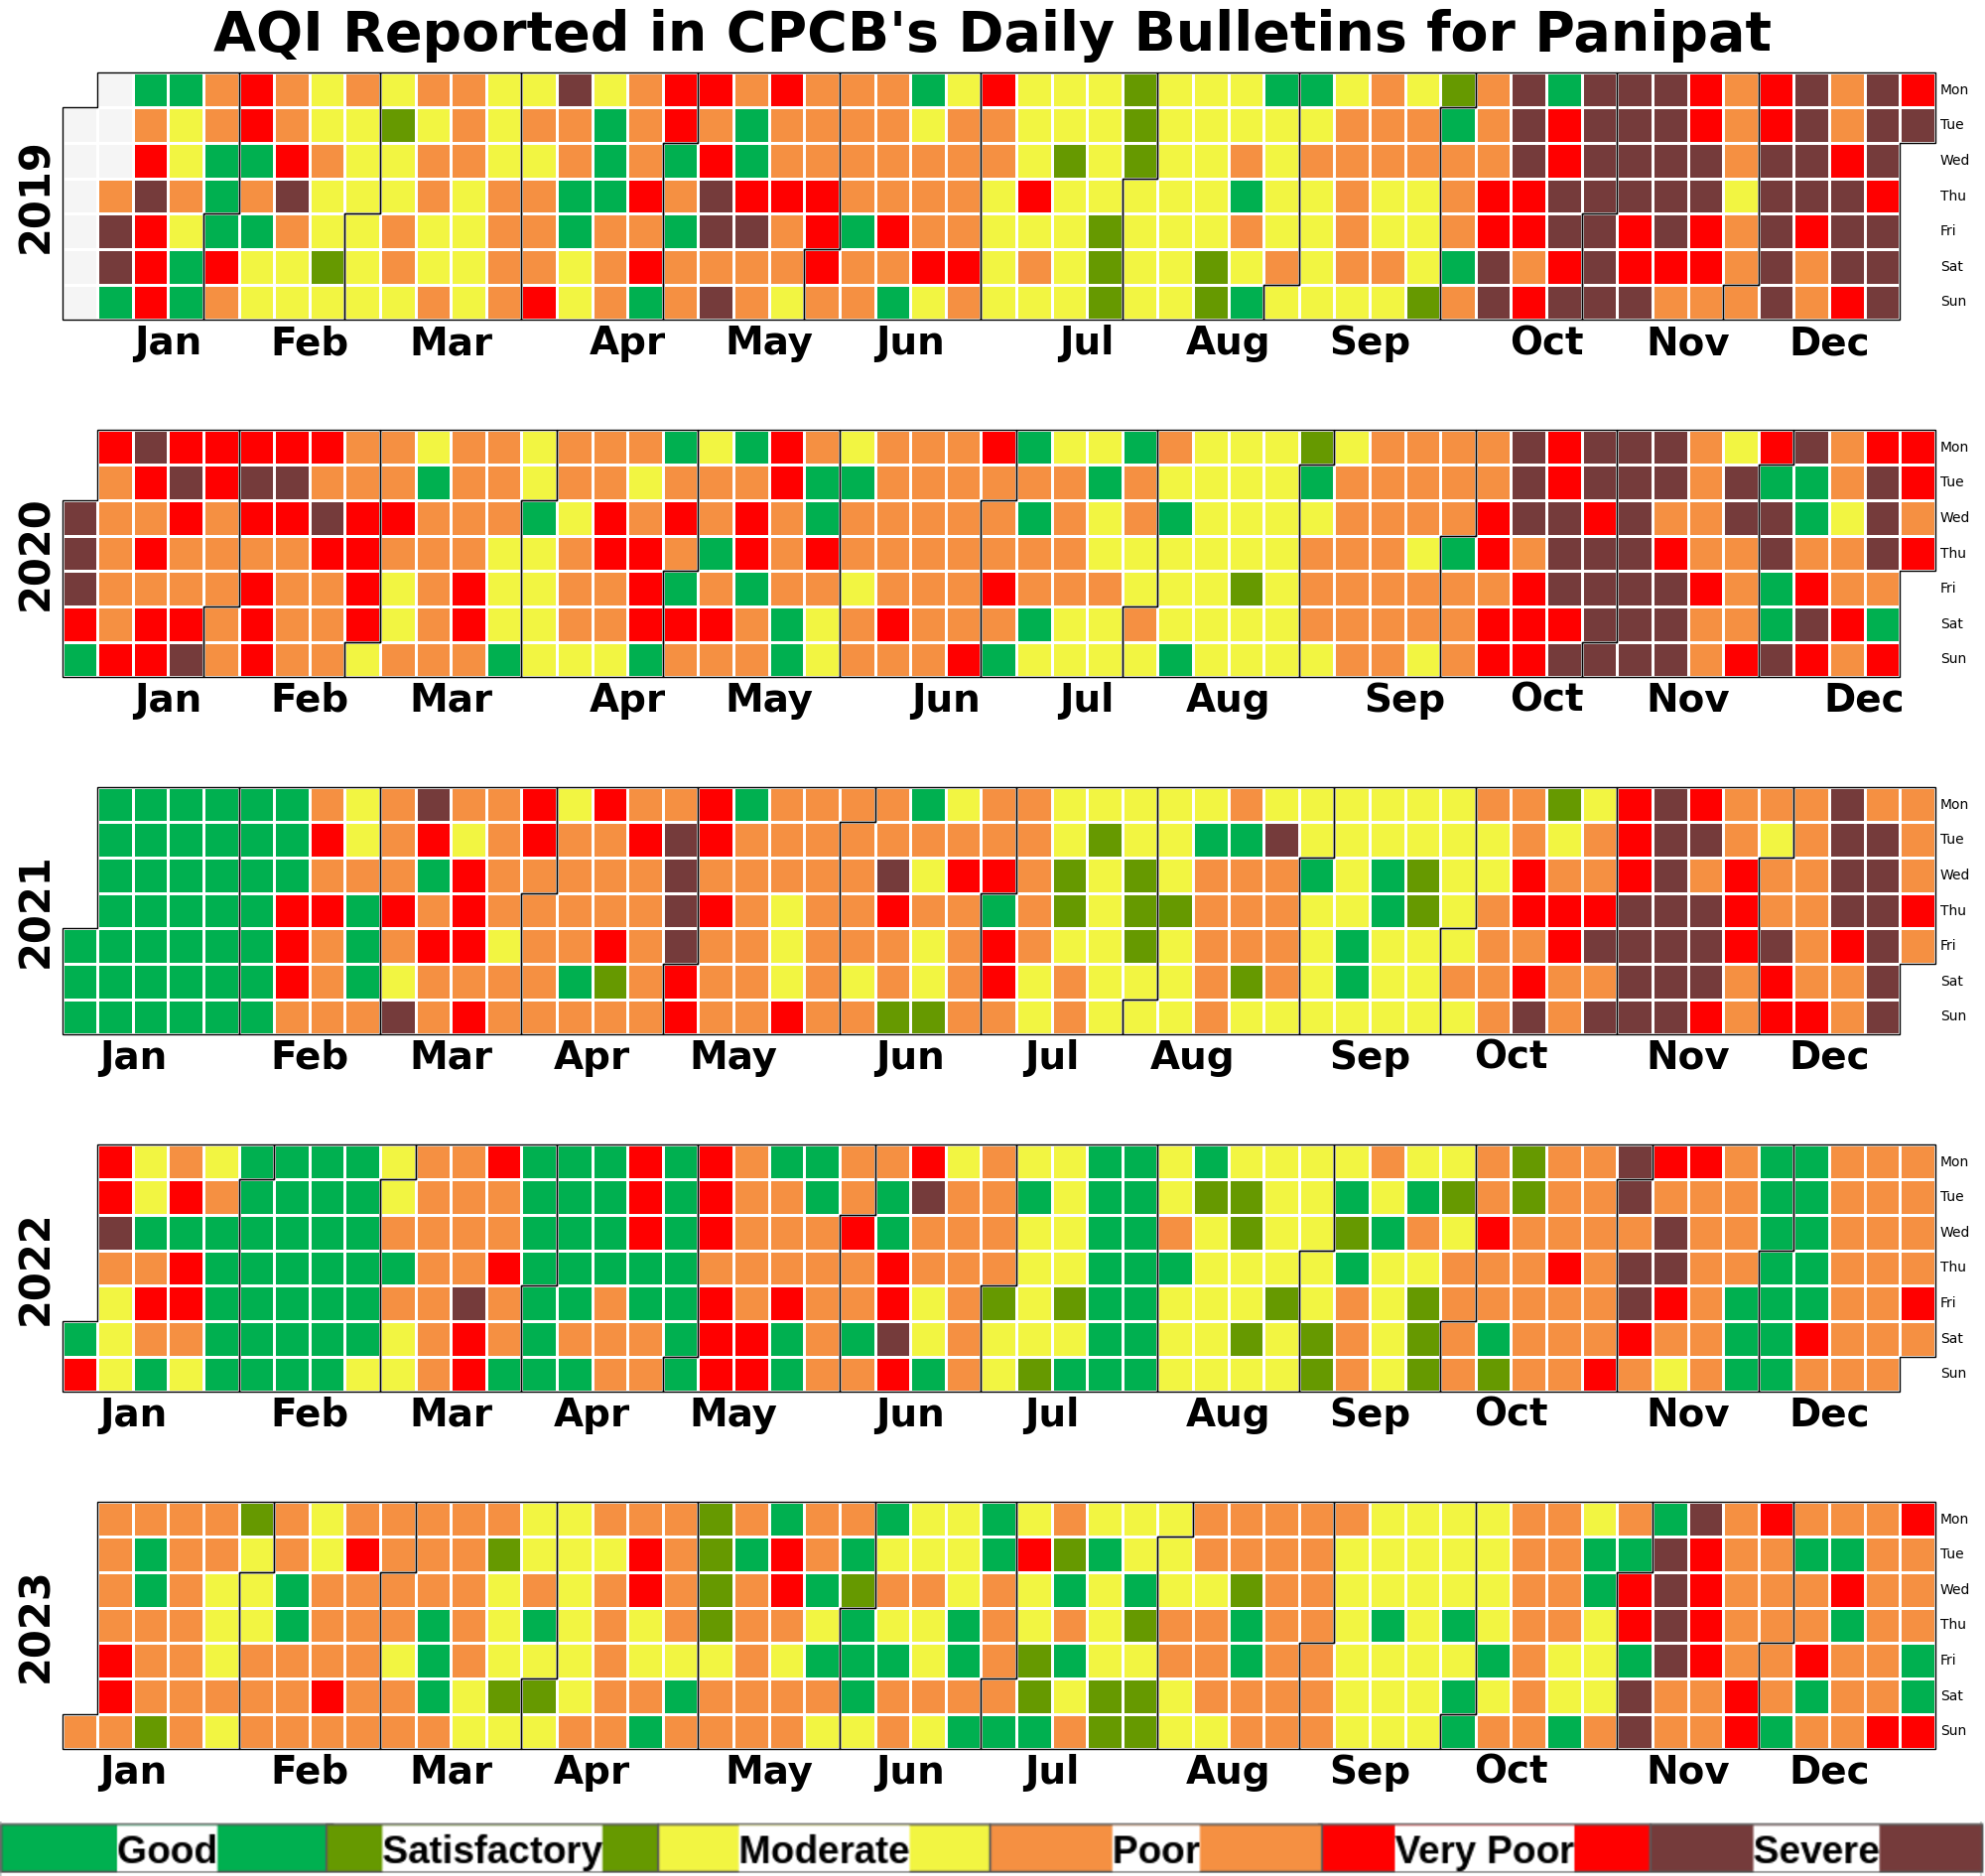 AQI Reported in CPCB's Daily Bulletins for Panipat
2019
Mon
Tue
Wed
Thu
Fri
Sat
Sun
Jan Feb Mar Apr May Jun Jul Aug Sep Oct Nov Dec
2020
Mon
Tue
Wed
Thu
Fri
Sat
Sun
Jan Feb Mar Apr May Jun Jul Aug Sep Oct Nov Dec
2021
Mon
Tue
Wed
Thu
Fri
Sat
Sun
Jan Feb Mar Apr May Jun Jul Aug Sep Oct Nov Dec
2022
Mon
Tue
Wed
Thu
Fri
Sat
Sun
Jan Feb Mar Apr May Jun Jul Aug Sep Oct Nov Dec
2023
Mon
Tue
Wed
Thu
Fri
Sat
Sun
Jan Feb Mar Apr May Jun Jul Aug Sep Oct Nov Dec
Good Satisfactory Moderate Poor Very Poor Severe